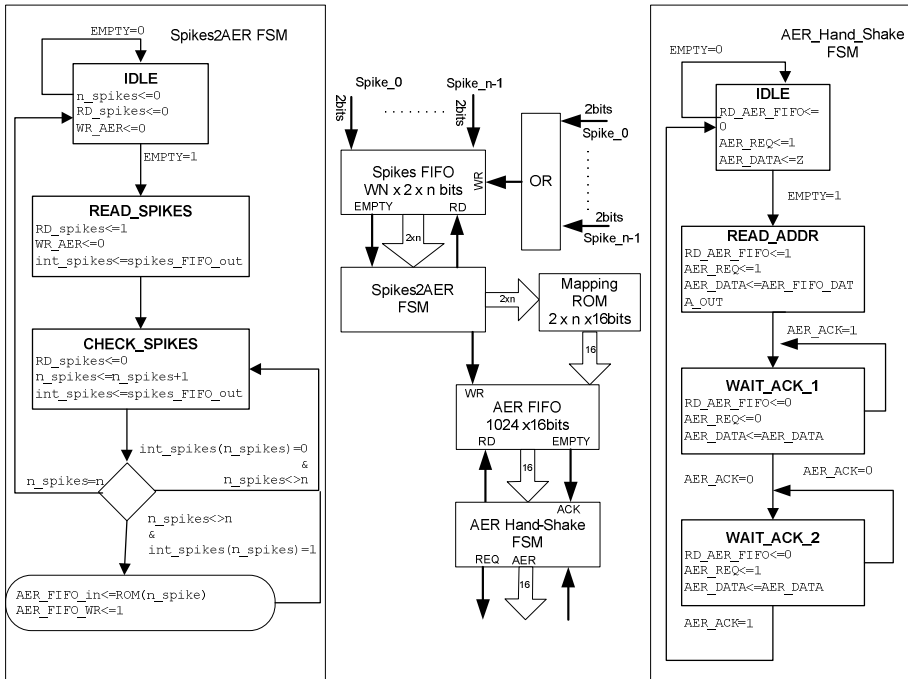 Spikes2AER FSM
EMPTY=0
IDLE
n_spikes<=0
RD_spikes<=0
WR_AER<=0
EMPTY=1
READ_SPIKES
RD_spikes<=1
WR_AER<=0
int_spikes<=spikes_FIFO_out
CHECK_SPIKES
RD_spikes<=0
n_spikes<=n_spikes+1
int_spikes<=spikes_FIFO_out
int_spikes(n_spikes)=0
&
n_spikes<>n
n_spikes=n
n_spikes<>n
&
int_spikes(n_spikes)=1
AER_FIFO_in<=ROM(n_spike)
AER_FIFO_WR<=1
Spike_0
Spike_n-1
2bits
2bits
Spikes FIFO
WN x 2 x n bits
EMPTY
RD
WR
OR
2bits
Spike_0
2bits
Spike_n-1
2xn
Spikes2AER
FSM
2xn
Mapping
ROM
2 x n x16bits
16
WR
AER FIFO
1024 x16bits
RD
EMPTY
16
ACK
AER Hand-Shake
FSM
REQ
AER
16
AER_Hand_Shake
FSM
EMPTY=0
IDLE
RD_AER_FIFO<=
0
AER_REQ<=1
AER_DATA<=Z
EMPTY=1
READ_ADDR
RD_AER_FIFO<=1
AER_REQ<=1
AER_DATA<=AER_FIFO_DAT
A_OUT
AER_ACK=1
WAIT_ACK_1
RD_AER_FIFO<=0
AER_REQ<=0
AER_DATA<=AER_DATA
AER_ACK=0
AER_ACK=0
WAIT_ACK_2
RD_AER_FIFO<=0
AER_REQ<=1
AER_DATA<=AER_DATA
AER_ACK=1